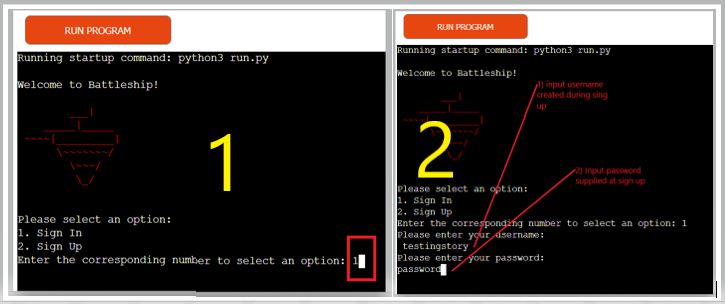 RUN PROGRAM
Running startup command: python3 run.py
Welcome to Battleship!
1
Please select an option:
1. Sign In
2. Sign Up
Enter the corresponding number to select an option: 1
RUN PROGRAM
Running startup command: python3 run.py
Welcome to Battleship!
1) input username
created during sing
up
2
2) Input password
supplied at sign up
Please select an option:
1. Sign In
2. Sign Up
Enter the corresponding number to select an option: 1
Please enter your username:
testingstory
Please enter your password:
password